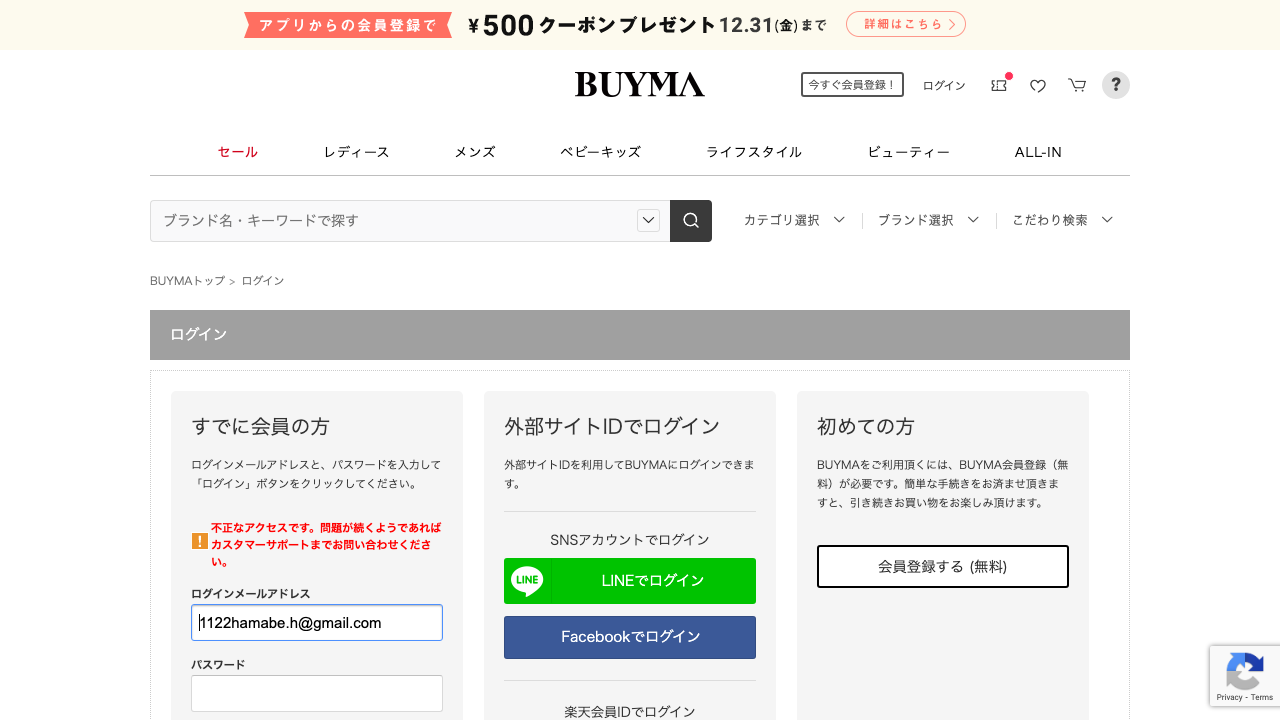 アプリからの会員登録で ¥500クーポンプレゼント12.31(金)まで 詳細はこちら
BUYMA
今すぐ会員登録！ ログイン ?
セール レディース メンズ ベビーキッズ ライフスタイル ビューティー ALL-IN
ブランド名・キーワードで探す カテゴリ選択 ブランド選択 こだわり検索
BUYMAトップ > ログイン
ログイン
すでに会員の方
ログインメールアドレスと、パスワードを入力して
「ログイン」ボタンをクリックしてください。
不正なアクセスです。問題が続くようであれば
カスタマーサポートまでお問い合わせくださ
い。
ログインメールアドレス
1122hamabe.h@gmail.com
パスワード
外部サイトIDでログイン
外部サイトIDを利用してBUYMAにログインできま
す。
SNSアカウントでログイン
LINE LINEでログイン
Facebookでログイン
楽天会員IDでログイン
初めての方
BUYMAをご利用頂くには、BUYMA会員登録（無
料）が必要です。簡単な手続きをお済ませ頂きま
すと、引き続きお買い物をお楽しみ頂けます。
会員登録する (無料)
Privacy - Terms